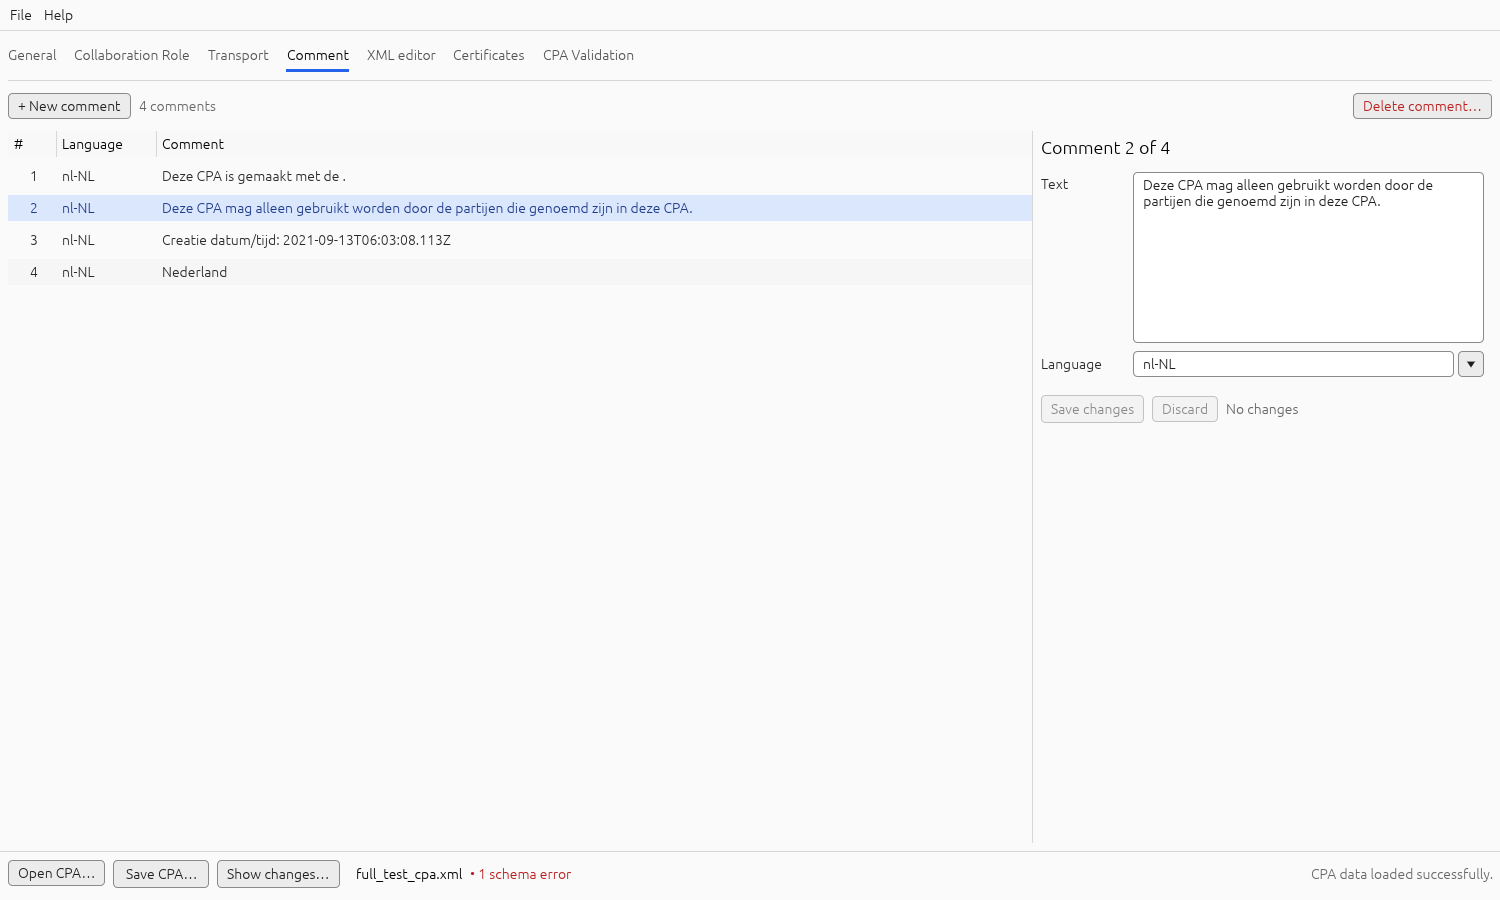 File Help
General Collaboration Role Transport Comment XML editor Certificates CPA Validation
+ New comment 4 comments Delete comment...
# Language Comment
1 nl-NL Deze CPA is gemaakt met de .
2 nl-NL Deze CPA mag alleen gebruikt worden door de partijen die genoemd zijn in deze CPA.
3 nl-NL Creatie datum/tijd: 2021-09-13T06:03:08.113Z
4 nl-NL Nederland
Comment 2 of 4
Text
Deze CPA mag alleen gebruikt worden door de
partijen die genoemd zijn in deze CPA.
Language nl-NL
Save changes Discard No changes
Open CPA... Save CPA... Show changes... full_test_cpa.xml • 1 schema error CPA data loaded successfully.